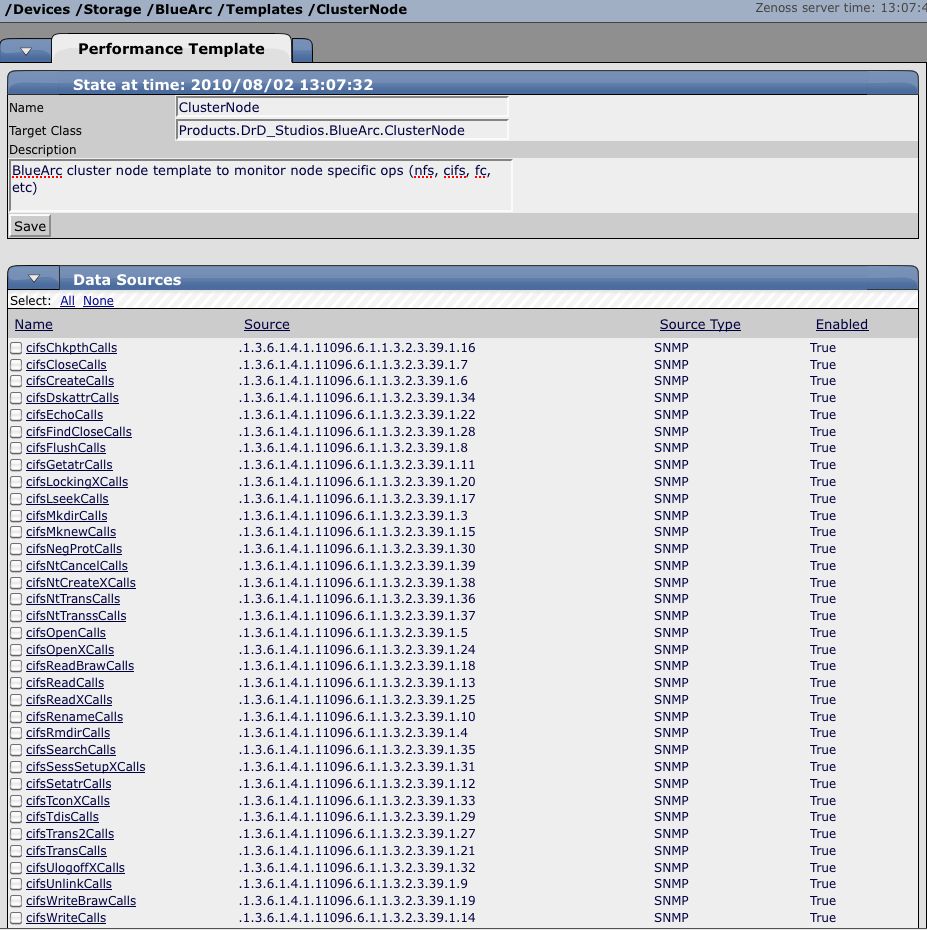 /Devices /Storage /BlueArc /Templates /ClusterNode Zenoss server time: 13:07:4
Performance Template
State at time: 2010/08/02 13:07:32
Name ClusterNode
Target Class Products.DrD_Studios.BlueArc.ClusterNode
Description
BlueArc cluster node template to monitor node specific ops (nfs, cifs, fc,
etc)
Save
Data Sources
Select: All None
Name Source Source Type Enabled
cifsChkpthCalls .1.3.6.1.4.1.11096.6.1.1.3.2.3.39.1.16 SNMP True
cifsCloseCalls .1.3.6.1.4.1.11096.6.1.1.3.2.3.39.1.7 SNMP True
cifsCreateCalls .1.3.6.1.4.1.11096.6.1.1.3.2.3.39.1.6 SNMP True
cifsDskattrCalls .1.3.6.1.4.1.11096.6.1.1.3.2.3.39.1.34 SNMP True
cifsEchoCalls .1.3.6.1.4.1.11096.6.1.1.3.2.3.39.1.22 SNMP True
cifsFindCloseCalls .1.3.6.1.4.1.11096.6.1.1.3.2.3.39.1.28 SNMP True
cifsFlushCalls .1.3.6.1.4.1.11096.6.1.1.3.2.3.39.1.8 SNMP True
cifsGetatrCalls .1.3.6.1.4.1.11096.6.1.1.3.2.3.39.1.11 SNMP True
cifsLockingXCalls .1.3.6.1.4.1.11096.6.1.1.3.2.3.39.1.20 SNMP True
cifsLseekCalls .1.3.6.1.4.1.11096.6.1.1.3.2.3.39.1.17 SNMP True
cifsMkdirCalls .1.3.6.1.4.1.11096.6.1.1.3.2.3.39.1.3 SNMP True
cifsMknewCalls .1.3.6.1.4.1.11096.6.1.1.3.2.3.39.1.15 SNMP True
cifsNegProtCalls .1.3.6.1.4.1.11096.6.1.1.3.2.3.39.1.30 SNMP True
cifsNtCancelCalls .1.3.6.1.4.1.11096.6.1.1.3.2.3.39.1.39 SNMP True
cifsNtCreateXCalls .1.3.6.1.4.1.11096.6.1.1.3.2.3.39.1.38 SNMP True
cifsNtTransCalls .1.3.6.1.4.1.11096.6.1.1.3.2.3.39.1.36 SNMP True
cifsNtTranssCalls .1.3.6.1.4.1.11096.6.1.1.3.2.3.39.1.37 SNMP True
cifsOpenCalls .1.3.6.1.4.1.11096.6.1.1.3.2.3.39.1.5 SNMP True
cifsOpenXCalls .1.3.6.1.4.1.11096.6.1.1.3.2.3.39.1.24 SNMP True
cifsReadBrawCalls .1.3.6.1.4.1.11096.6.1.1.3.2.3.39.1.18 SNMP True
cifsReadCalls .1.3.6.1.4.1.11096.6.1.1.3.2.3.39.1.13 SNMP True
cifsReadXCalls .1.3.6.1.4.1.11096.6.1.1.3.2.3.39.1.25 SNMP True
cifsRenameCalls .1.3.6.1.4.1.11096.6.1.1.3.2.3.39.1.10 SNMP True
cifsRmdirCalls .1.3.6.1.4.1.11096.6.1.1.3.2.3.39.1.4 SNMP True
cifsSearchCalls .1.3.6.1.4.1.11096.6.1.1.3.2.3.39.1.35 SNMP True
cifsSessSetupXCalls .1.3.6.1.4.1.11096.6.1.1.3.2.3.39.1.31 SNMP True
cifsSetatrCalls .1.3.6.1.4.1.11096.6.1.1.3.2.3.39.1.12 SNMP True
cifsTconXCalls .1.3.6.1.4.1.11096.6.1.1.3.2.3.39.1.33 SNMP True
cifsTdisCalls .1.3.6.1.4.1.11096.6.1.1.3.2.3.39.1.29 SNMP True
cifsTrans2Calls .1.3.6.1.4.1.11096.6.1.1.3.2.3.39.1.27 SNMP True
cifsTransCalls .1.3.6.1.4.1.11096.6.1.1.3.2.3.39.1.21 SNMP True
cifsUlogoffXCalls .1.3.6.1.4.1.11096.6.1.1.3.2.3.39.1.32 SNMP True
cifsUnlinkCalls .1.3.6.1.4.1.11096.6.1.1.3.2.3.39.1.9 SNMP True
cifsWriteBrawCalls .1.3.6.1.4.1.11096.6.1.1.3.2.3.39.1.19 SNMP True
cifsWriteCalls .1.3.6.1.4.1.11096.6.1.1.3.2.3.39.1.14 SNMP True